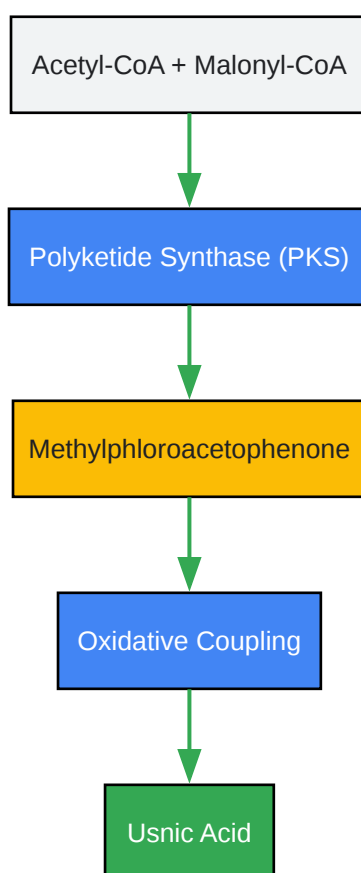 Acetyl-CoA + Malonyl-CoA
Polyketide Synthase (PKS)
Methylphloroacetophenone
Oxidative Coupling
Usnic Acid